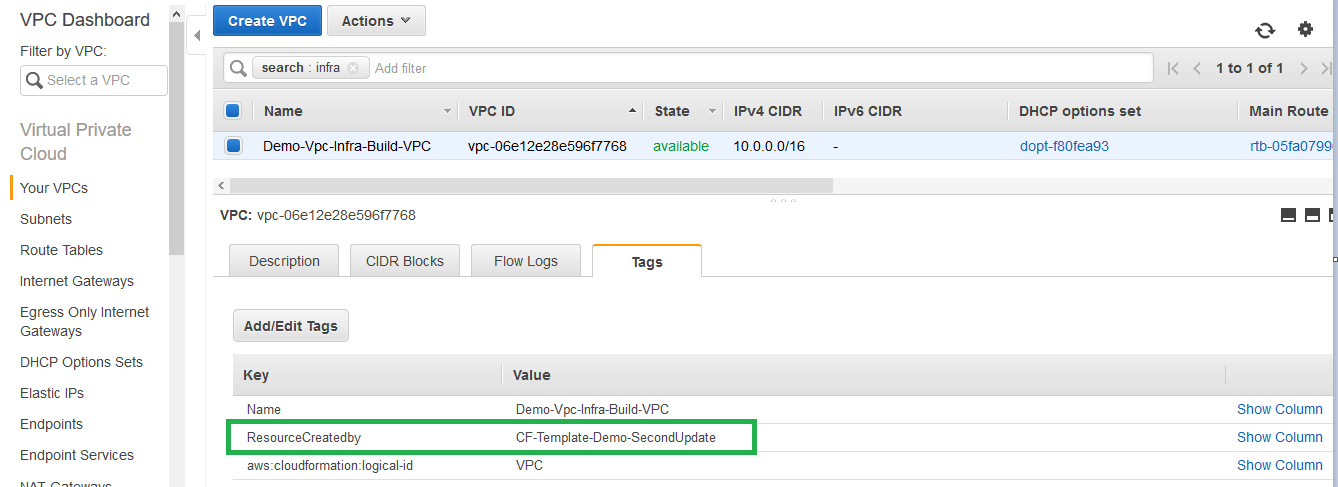 VPC Dashboard
Filter by VPC:
Select a VPC
Virtual Private
Cloud
Your VPCs
Subnets
Route Tables
Internet Gateways
Egress Only Internet
Gateways
DHCP Options Sets
Elastic IPs
Endpoints
Endpoint Services
NAT Gateways
Create VPC Actions
search : infra Add filter 1 to 1 of 1
Name VPC ID State IPv4 CIDR IPv6 CIDR DHCP options set Main Route
Demo-Vpc-Infra-Build-VPC vpc-06e12e28e596f7768 available 10.0.0.0/16 - dopt-f80fea93 rtb-05fa0799
VPC: vpc-06e12e28e596f7768
Description CIDR Blocks Flow Logs Tags
Add/Edit Tags
Key Value
Name Demo-Vpc-Infra-Build-VPC Show Column
ResourceCreatedby CF-Template-Demo-SecondUpdate Show Column
aws:cloudformation:logical-id VPC Show Column